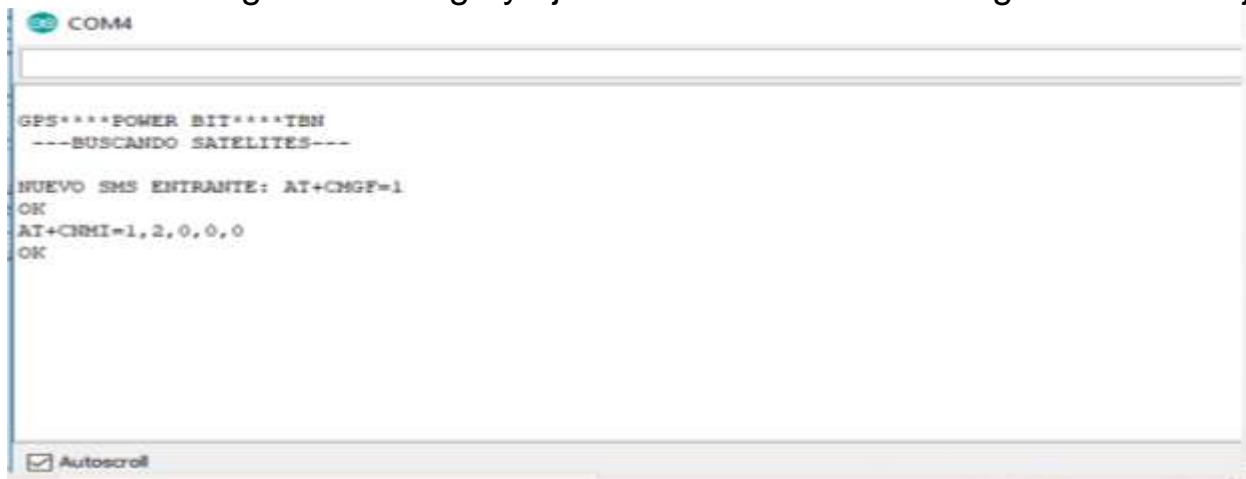 COM4
GPS****POWER BIT****TBN
---BUSCANDO SATELITES---
NUEVO SMS ENTRANTE: AT+CMGF=1
OK
AT+CNMI=1,2,0,0,0
OK
Autoscroll